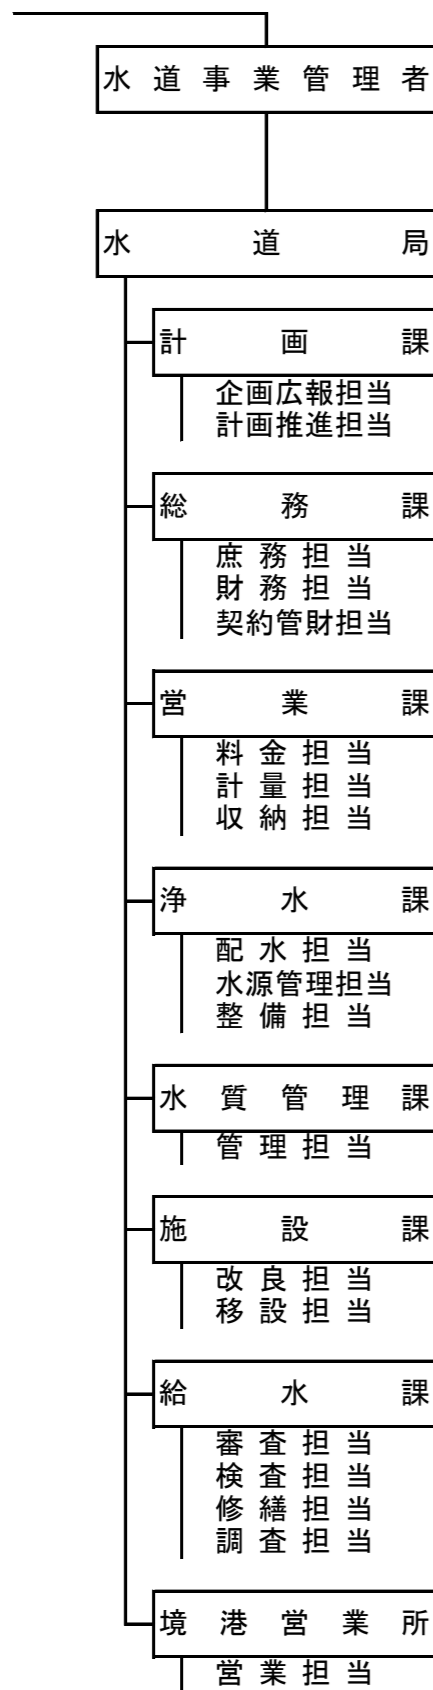 水道事業管理者
水道局
計画課
企画広報担当
計画推進担当
総務課
庶務担当
財務担当
契約管財担当
営業課
料金担当
計量担当
収納担当
浄水課
配水担当
水源管理担当
整備担当
水質管理課
管理担当
施設課
改良担当
移設担当
給水課
審査担当
検査担当
修繕担当
調査担当
境港営業所
営業担当